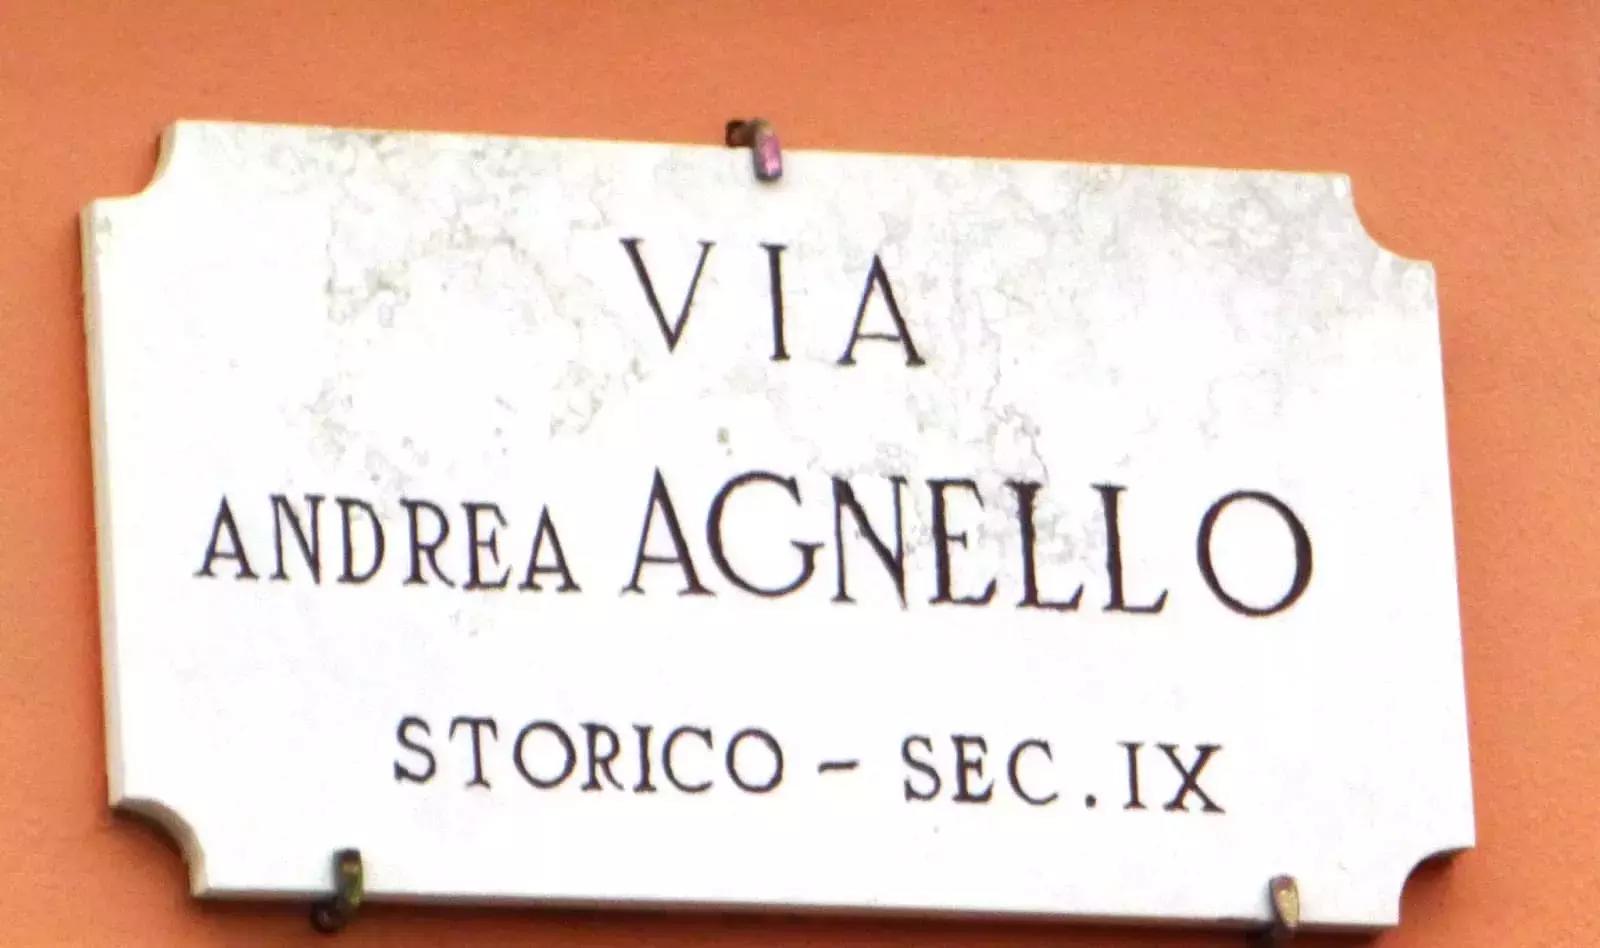 VIA
ANDREA AGNELLO
STORICO - SEC. IX